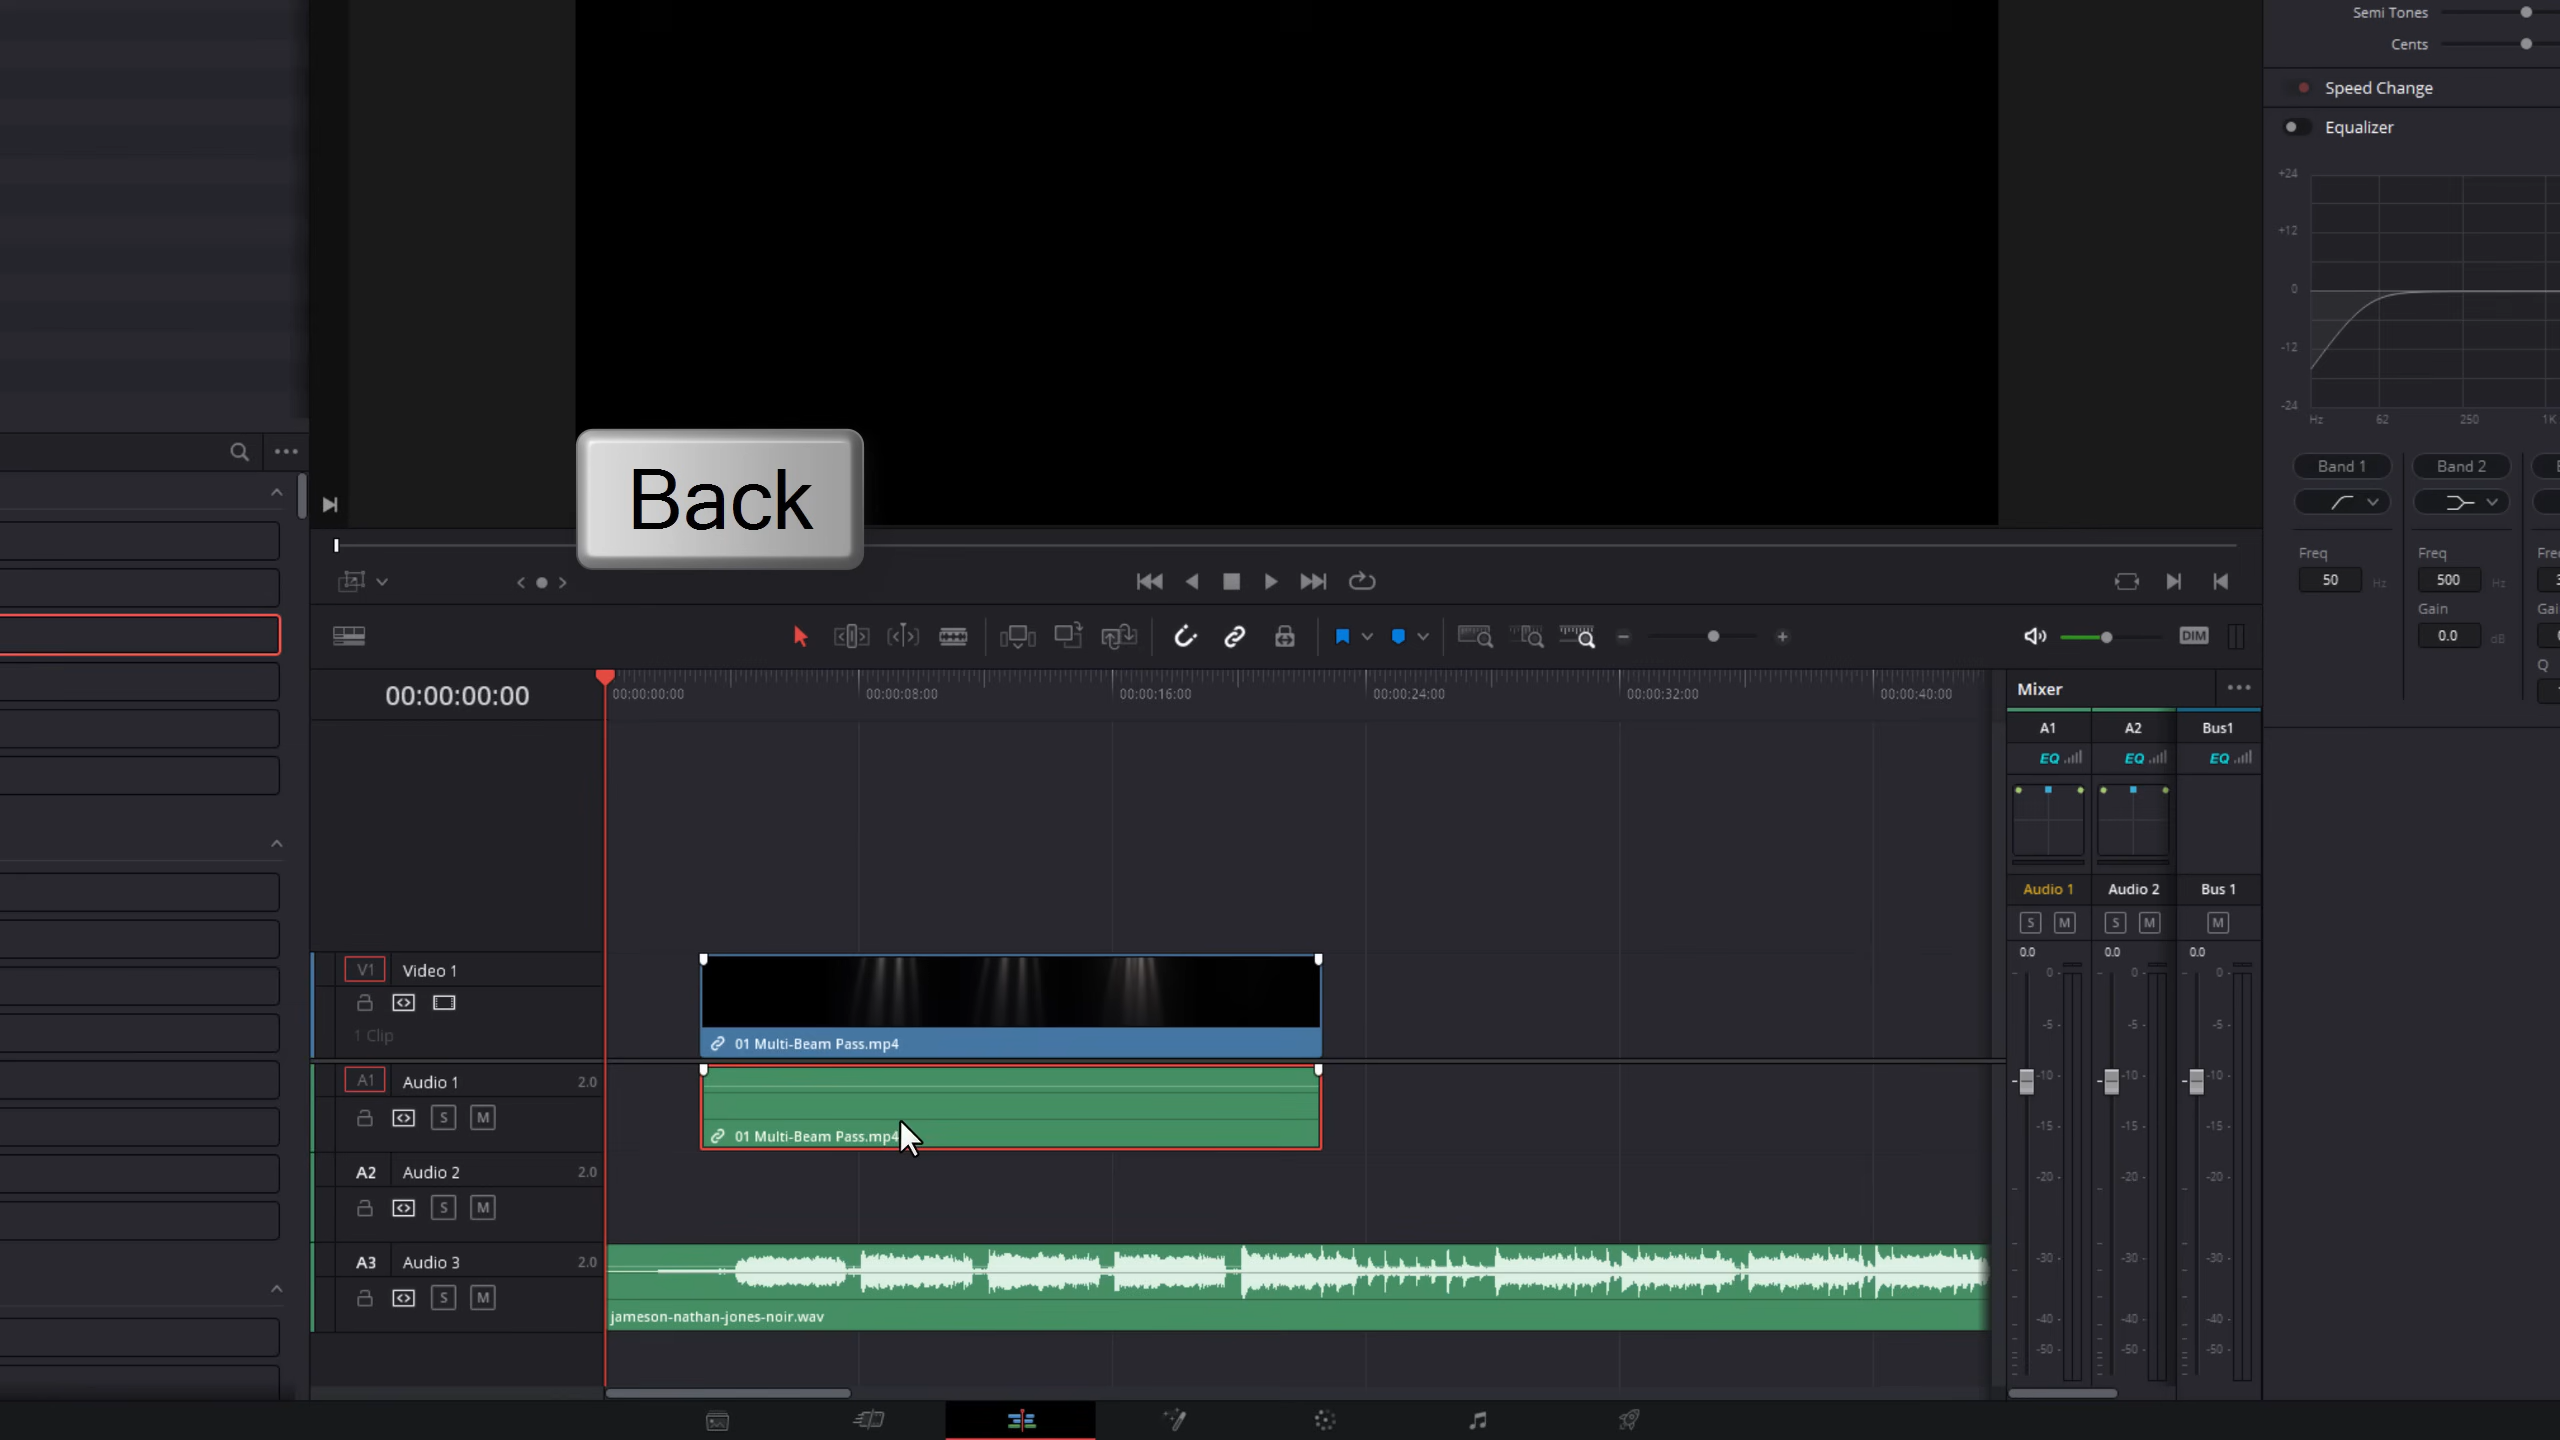 Semi Tones
Cents
Speed Change
Equalizer
+24
+12
0
-12
-24
Hz 62 250 1K
Band 1 Band 2
Back
Freq Freq
50 Hz 500 Hz
Gain
0.0 dB
Q
DIM
00:00:00:00
00:00:00:00 00:00:08:00 00:00:16:00 00:00:24:00 00:00:32:00 00:00:40:00
Mixer
A1 A2 Bus1
EQ EQ EQ
Audio 1 Audio 2 Bus 1
S M S M M
0.0 0.0 0.0
0 0 0
-5 -5 -5
-10 -10 -10
-15 -15 -15
-20 -20 -20
-30 -30 -30
-40 -40 -40
-50 -50 -50
V1 Video 1
1 Clip
01 Multi-Beam Pass.mp4
A1 Audio 1 2.0
S M
01 Multi-Beam Pass.mp4
A2 Audio 2 2.0
S M
A3 Audio 3 2.0
S M
jameson-nathan-jones-noir.wav